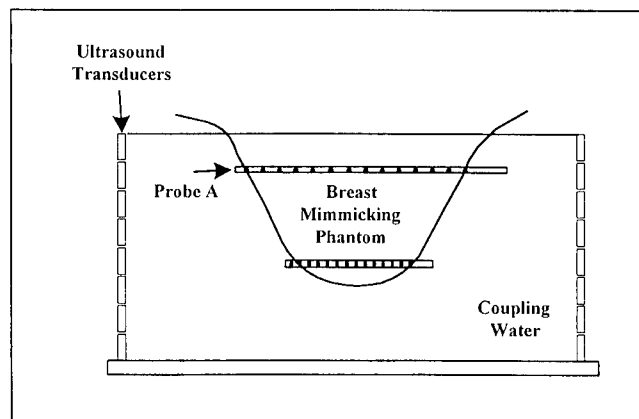 Ultrasound
Transducers
Probe A
Breast
Mimmicking
Phantom
Coupling
Water